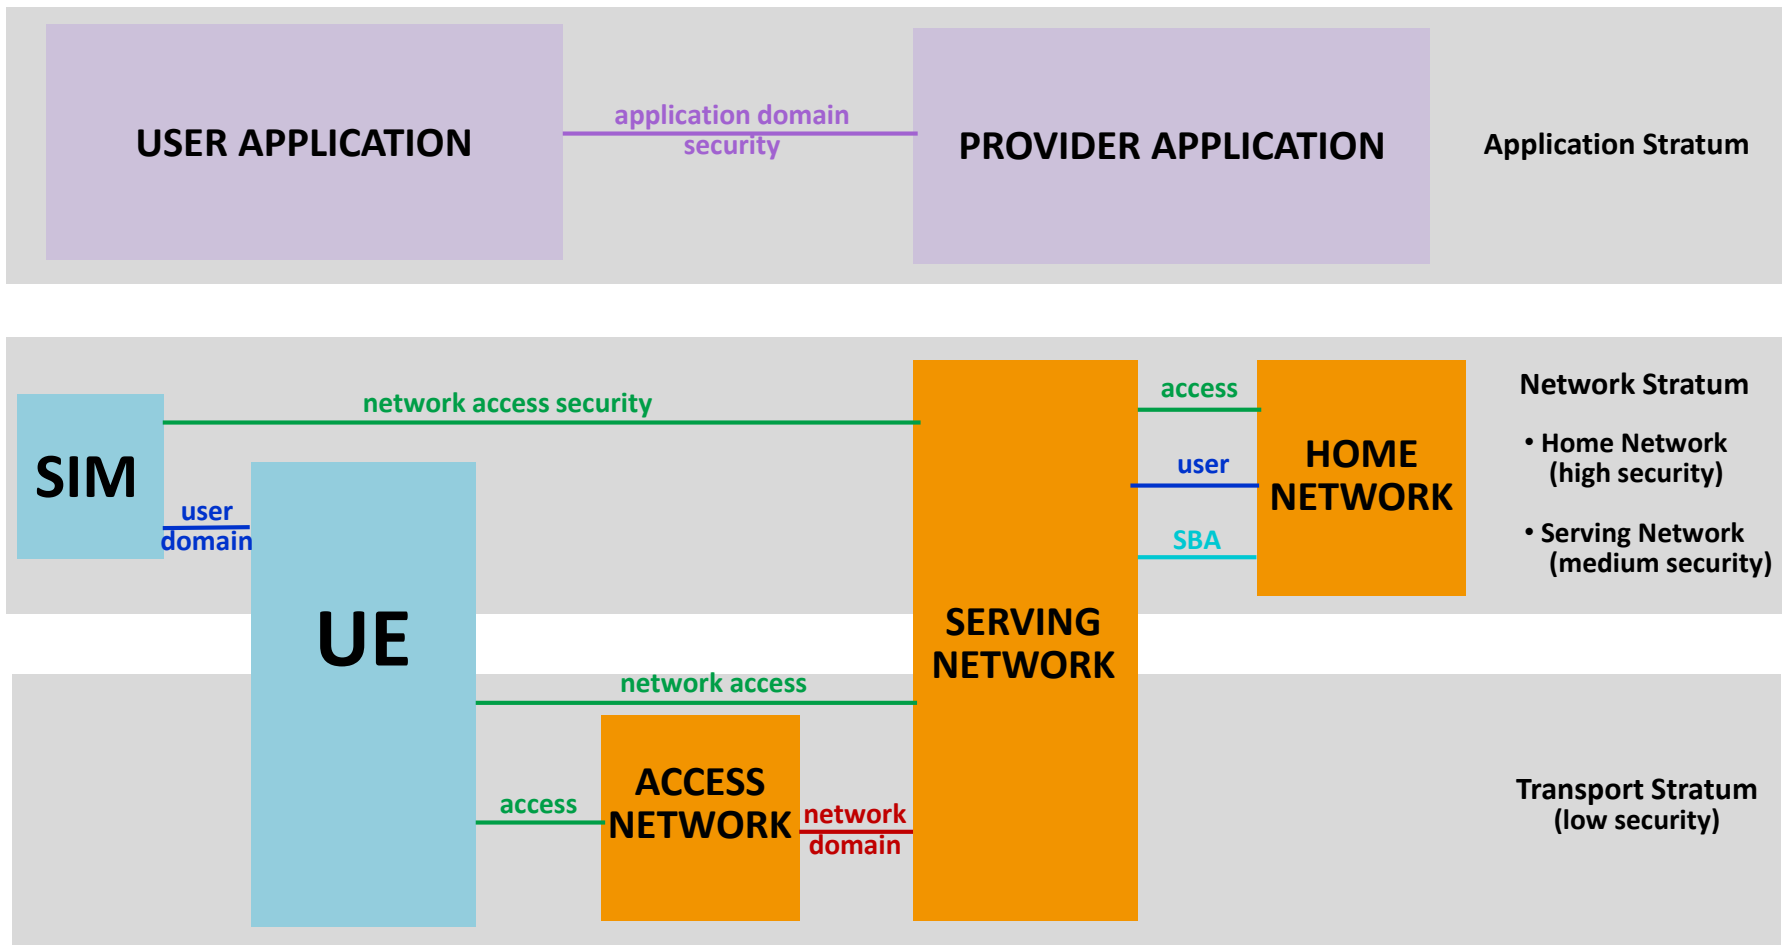 USER APPLICATION
application domain
security
PROVIDER APPLICATION
Application Stratum
SIM
network access security
user
domain
UE
SERVING
NETWORK
access
user
SBA
HOME
NETWORK
Network Stratum
• Home Network
(high security)
• Serving Network
(medium security)
network access
access
ACCESS
NETWORK
network
domain
Transport Stratum
(low security)